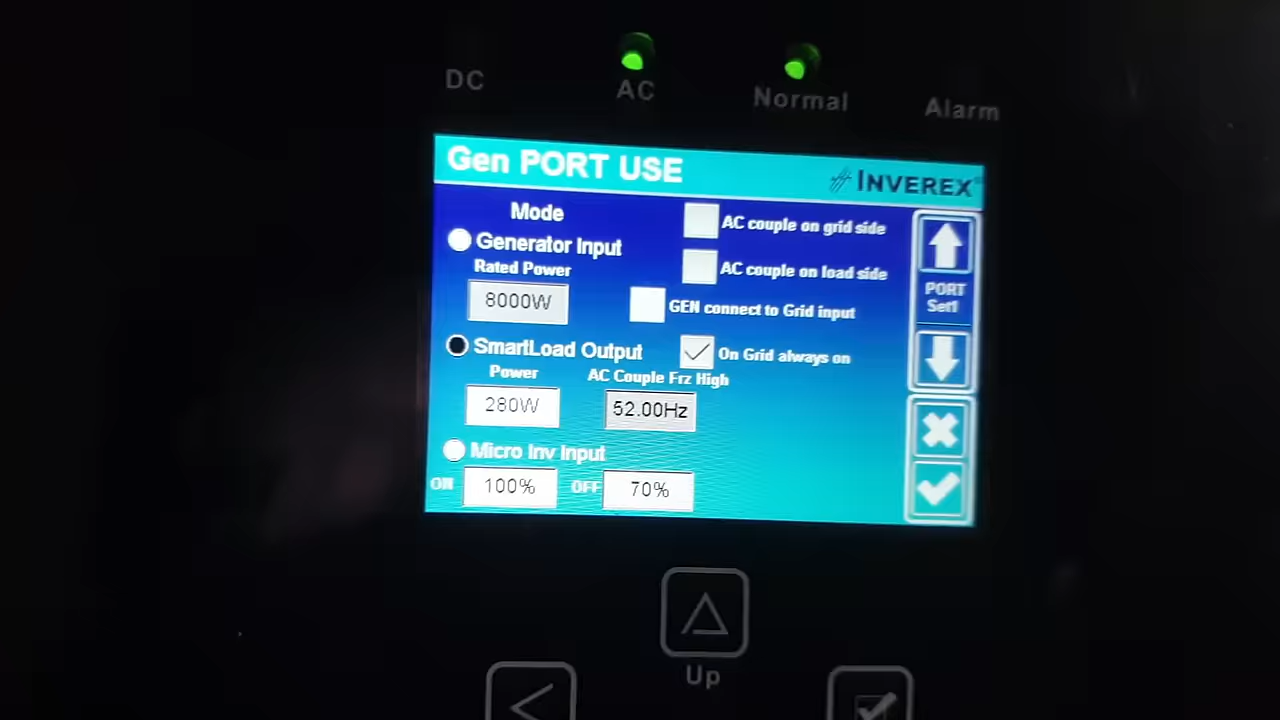 DC AC Normal Alarm
Gen PORT USE INVEREX
Mode
AC couple on grid side
Generator Input
Rated Power
AC couple on load side
8000W
GEN connect to Grid input
PORT
Set1
SmartLoad Output
On Grid always on
Power
AC Couple Frz High
280W
52.00Hz
Micro Inv Input
ON 100% OFF 70%
Up